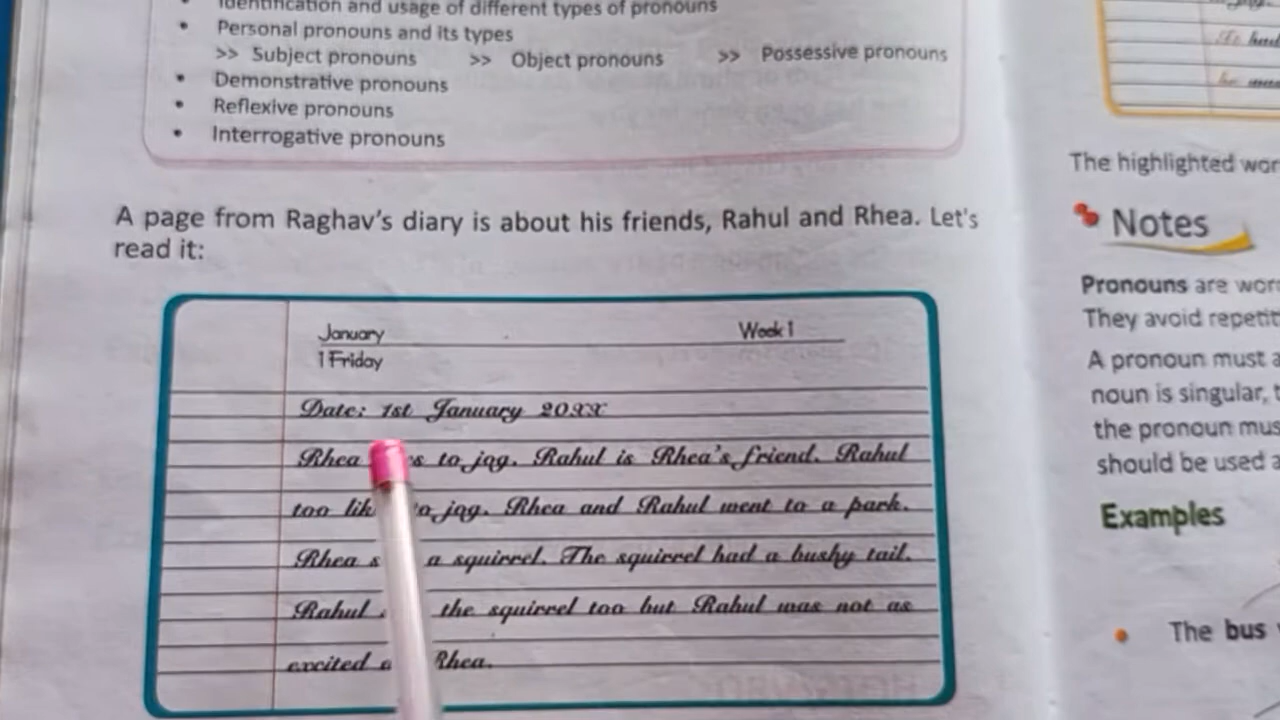 Identification and usage of different types of pronouns
• Personal pronouns and its types
>> Subject pronouns >> Object pronouns >> Possessive pronouns
• Demonstrative pronouns
• Reflexive pronouns
• Interrogative pronouns
A page from Raghav's diary is about his friends, Rahul and Rhea. Let's
read it:
January Week 1
1 Friday
Date: 1st January 20XX
Rhea to jog. Rahul is Rhea's friend. Rahul
too jog. Rhea and Rahul went to a park.
Rhea a squirrel. The squirrel had a bushy tail.
Rahul the squirrel too but Rahul was not as
excited Rhea.
had
The highlighted
Notes
Pronouns are
They avoid
A pronoun must
noun is singular,
the pronoun
should be used
Examples
• The bus